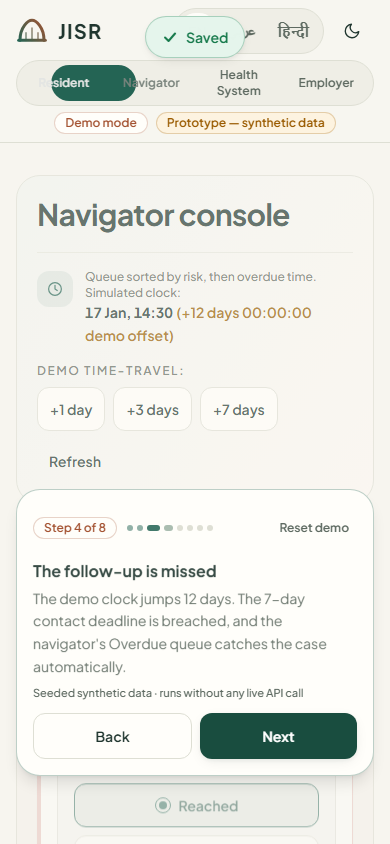 JISR
Saved
हिन्दी
Resident
Navigator
Health
System
Employer
Demo mode
Prototype — synthetic data
Navigator console
Queue sorted by risk, then overdue time.
Simulated clock:
17 Jan, 14:30 (+12 days 00:00:00
demo offset)
DEMO TIME-TRAVEL:
+1 day
+3 days
+7 days
Refresh
Step 4 of 8
Reset demo
The follow-up is missed
The demo clock jumps 12 days. The 7-day
contact deadline is breached, and the
navigator's Overdue queue catches the case
automatically.
Seeded synthetic data · runs without any live API call
Back
Next
Reached